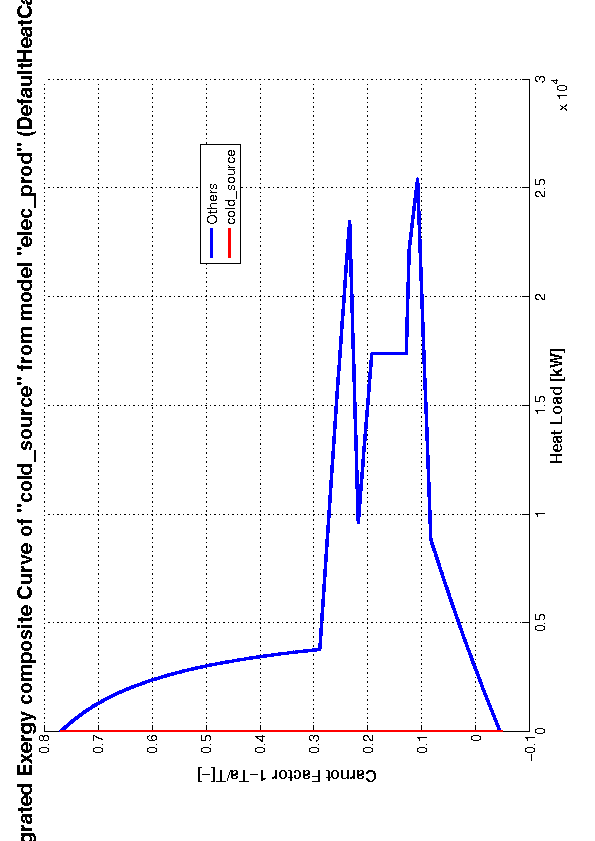 grated Exergy composite Curve of "cold_source" from model "elec_prod" (DefaultHeatCa
0.8
0.7
0.6
0.5
0.4
0.3
0.2
0.1
0
−0.1
Carnot Factor 1−Ta/T[−]
Others
cold_source
0
0.5
1
1.5
2
2.5
3
x 10⁴
Heat Load [kW]